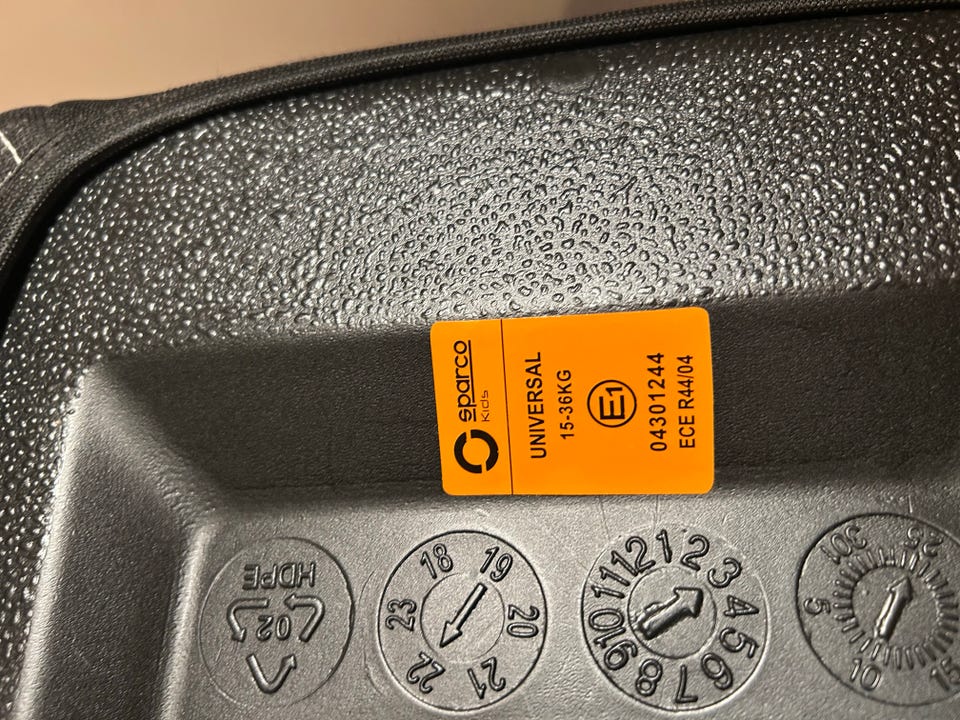 sparco
Kids
UNIVERSAL
15-36KG
E1
04301244
ECE R44/04
HDPE
02
18 19 20 21 22 23
1 2 3 4 5 6 7 8 9 10 11 12
5 10 15 25 30